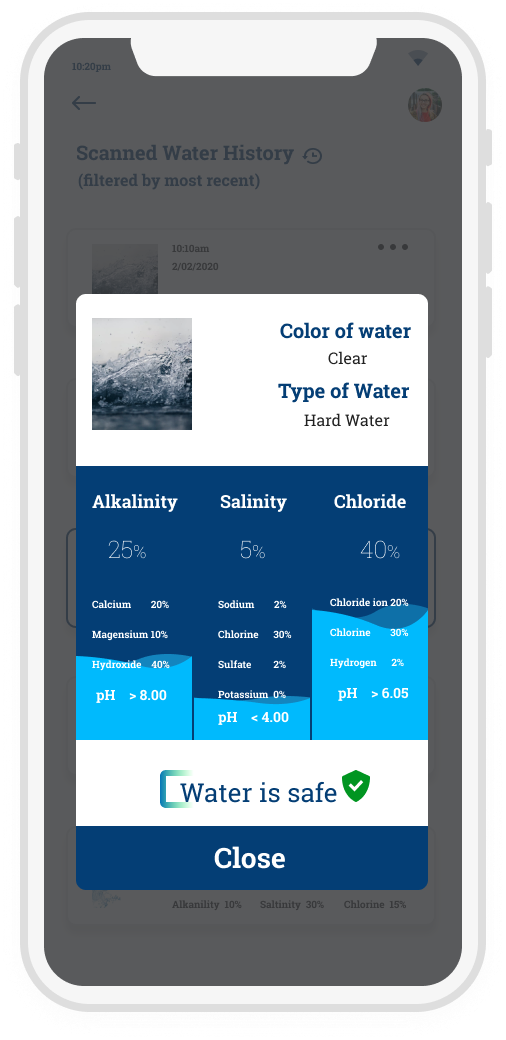 10:20pm
Scanned Water History
(filtered by most recent)
10:10am
2/02/2020
Color of water
Clear
Type of Water
Hard Water
Alkalinity Salinity Chloride
25% 5% 40%
Calcium 20% Sodium 2% Chloride ion 20%
Magensium 10% Chlorine 30% Chlorine 30%
Hydroxide 40% Sulfate 2% Hydrogen 2%
pH > 8.00 Potassium 0% pH > 6.05
pH < 4.00
Water is safe
Close
Alkanility 10% Saltinity 30% Chlorine 15%